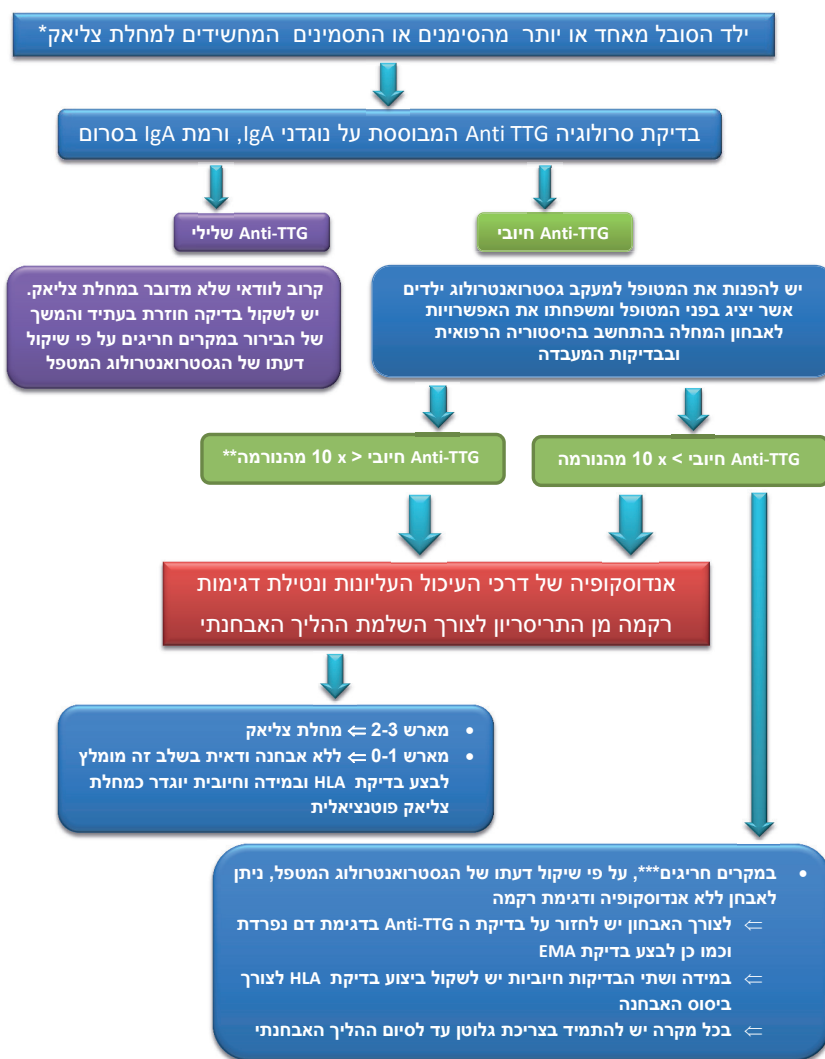 ילד הסובל מאחד או יותר מהסימנים או התסמינים המחשידים למחלת צליאק*
בדיקת סרולוגיה Anti TTG המבוססת על נוגדני IgA, ורמת IgA בסרום
Anti-TTG חיובי
Anti-TTG שלילי
יש להפנות את המטופל למעקב גסטרואנטרולוג ילדים
אשר יציג בפני המטופל ומשפחתו את האפשרויות
לאבחון המחלה בהתחשב בהיסטוריה הרפואית
ובבדיקות המעבדה
קרוב לוודאי שלא מדובר במחלת צליאק.
יש לשקול בדיקה חוזרת בעתיד והמשך
של הבירור במקרים חריגים על פי שיקול
דעתו של הגסטרואנטרולוג המטפל
Anti-TTG חיובי > 10 x מהנורמה
Anti-TTG חיובי < 10 x מהנורמה**
אנדוסקופיה של דרכי העיכול העליונות ונטילת דגימות
רקמה מן התריסריון לצורך השלמת ההליך האבחנתי
• מארש 2-3 ⇐ מחלת צליאק
• מארש 0-1 ⇐ ללא אבחנה ודאית בשלב זה מומלץ
לבצע בדיקת HLA ובמידה וחיובית יוגדר כמחלת
צליאק פוטנציאלית
• במקרים חריגים***, על פי שיקול דעתו של הגסטרואנטרולוג המטפל, ניתן
לאבחן ללא אנדוסקופיה ודגימת רקמה
⇐ לצורך האבחון יש לחזור על בדיקת ה Anti-TTG בדגימת דם נפרדת
וכמו כן לבצע בדיקת EMA
⇐ במידה ושתי הבדיקות חיוביות יש לשקול ביצוע בדיקת HLA לצורך
ביסוס האבחנה
⇐ בכל מקרה יש להתמיד בצריכת גלוטן עד לסיום ההליך האבחנתי